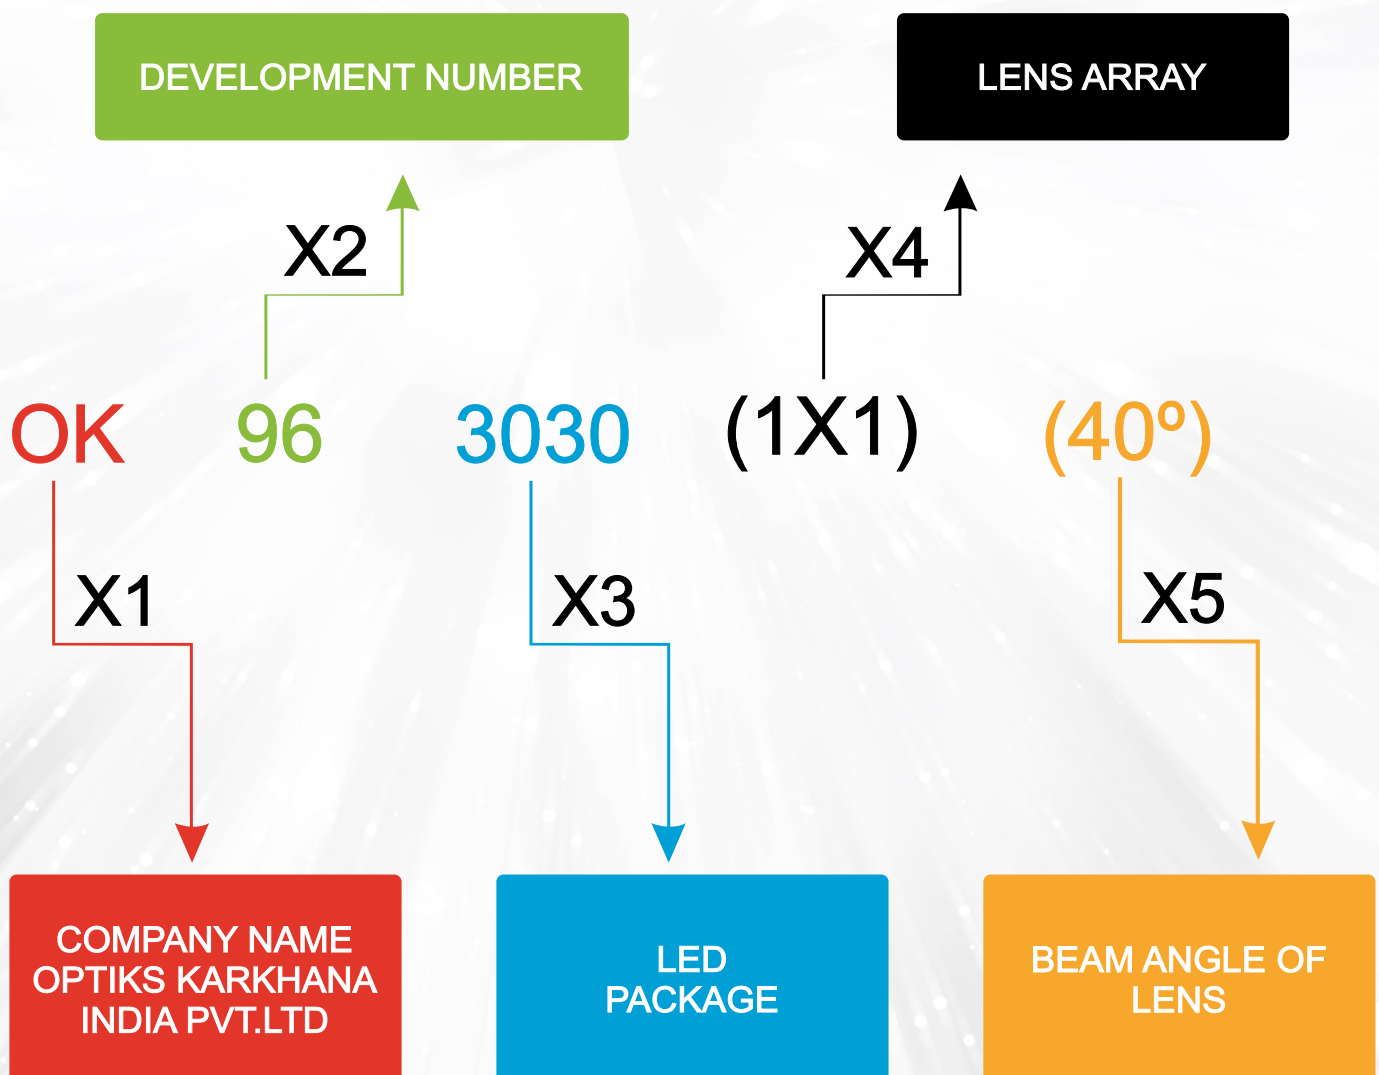 DEVELOPMENT NUMBER
LENS ARRAY
X2
X4
OK 96 3030 (1X1) (40º)
X1
X3
X5
COMPANY NAME
OPTIKS KARKHANA
INDIA PVT.LTD
LED
PACKAGE
BEAM ANGLE OF
LENS